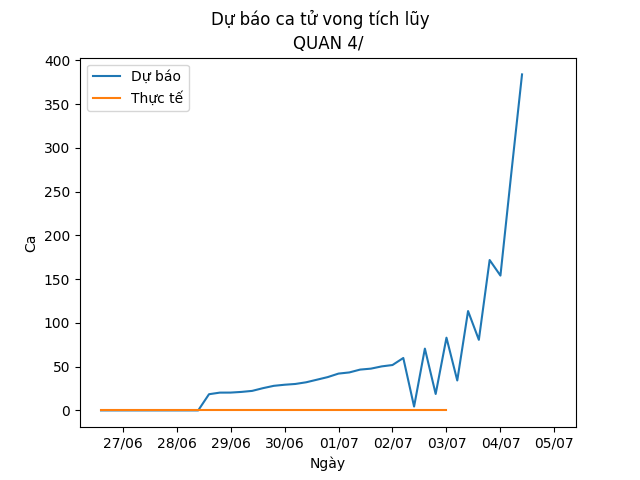 Dự báo ca tử vong tích lũy
QUAN 4/
Dự báo
Thực tế
400
350
300
250
200
150
100
50
0
Ca
27/06 28/06 29/06 30/06 01/07 02/07 03/07 04/07 05/07
Ngày